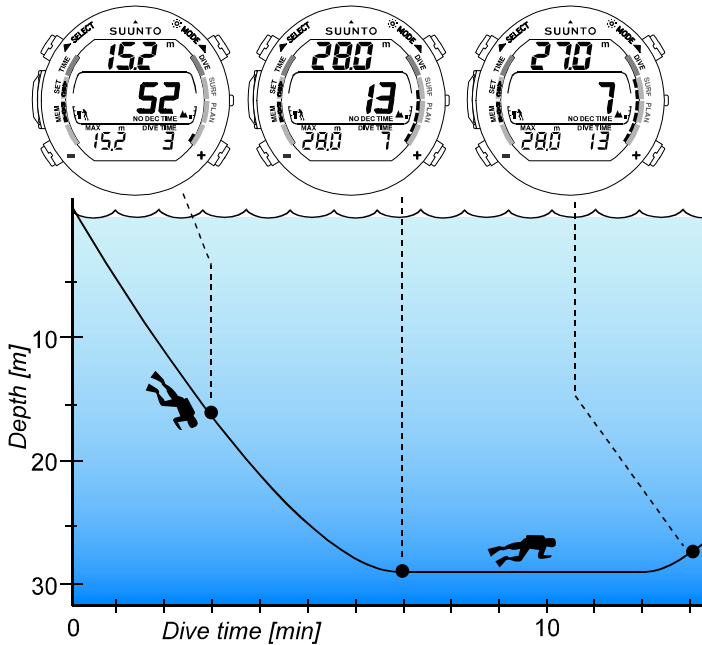 SELECT SUUNTO MODE
TIME DIVE
15.2 m
SET SURF
52
MEM PLAN
NO DEC TIME
MAX m DIVE TIME
15.2 3
- +
SELECT SUUNTO MODE
TIME DIVE
28.0 m
SET SURF
13
MEM PLAN
NO DEC TIME
MAX m DIVE TIME
28.0 7
- +
SELECT SUUNTO MODE
TIME DIVE
27.0 m
SET SURF
7
MEM PLAN
NO DEC TIME
MAX m DIVE TIME
28.0 13
- +
Depth [m]
10
20
30
0 10
Dive time [min]